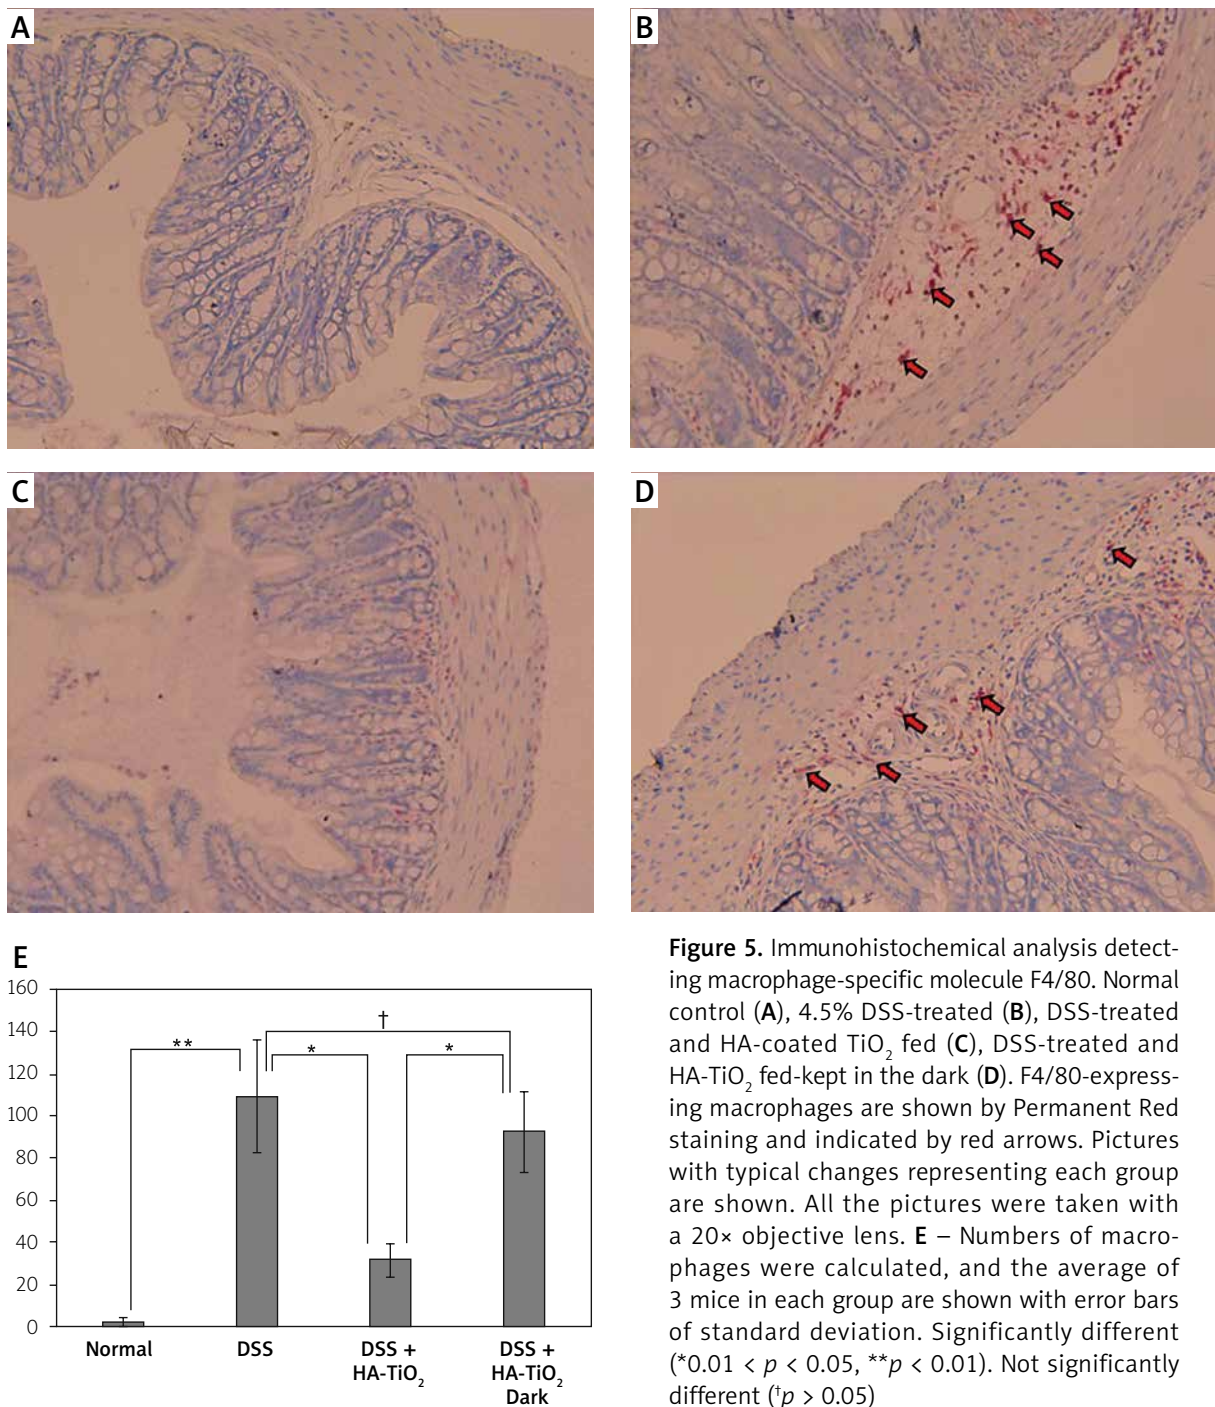 A
B
C
D
E
160
140
120
100
80
60
40
20
0
**
*
†
*
Normal
DSS
DSS +
HA-TiO₂
DSS +
HA-TiO₂
Dark
Figure 5. Immunohistochemical analysis detect-
ing macrophage-specific molecule F4/80. Normal
control (A), 4.5% DSS-treated (B), DSS-treated
and HA-coated TiO₂ fed (C), DSS-treated and
HA-TiO₂ fed-kept in the dark (D). F4/80-express-
ing macrophages are shown by Permanent Red
staining and indicated by red arrows. Pictures
with typical changes representing each group
are shown. All the pictures were taken with
a 20× objective lens. E – Numbers of macro-
phages were calculated, and the average of
3 mice in each group are shown with error bars
of standard deviation. Significantly different
(*0.01 < p < 0.05, **p < 0.01). Not significantly
different (†p > 0.05)